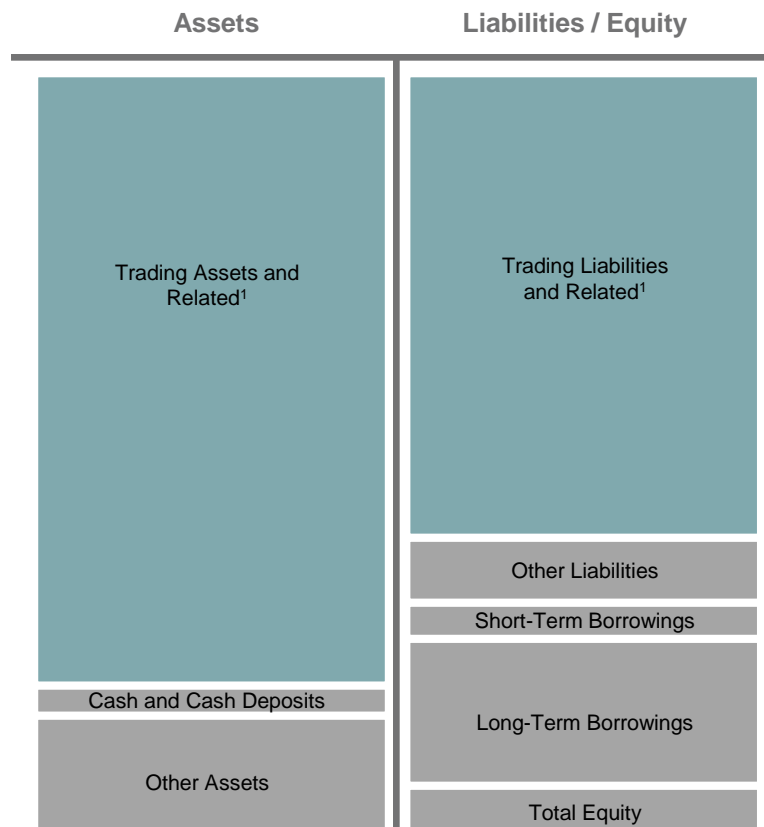 Assets
Liabilities / Equity
Trading Assets and
Related¹
Cash and Cash Deposits
Other Assets
Trading Liabilities
and Related¹
Other Liabilities
Short-Term Borrowings
Long-Term Borrowings
Total Equity